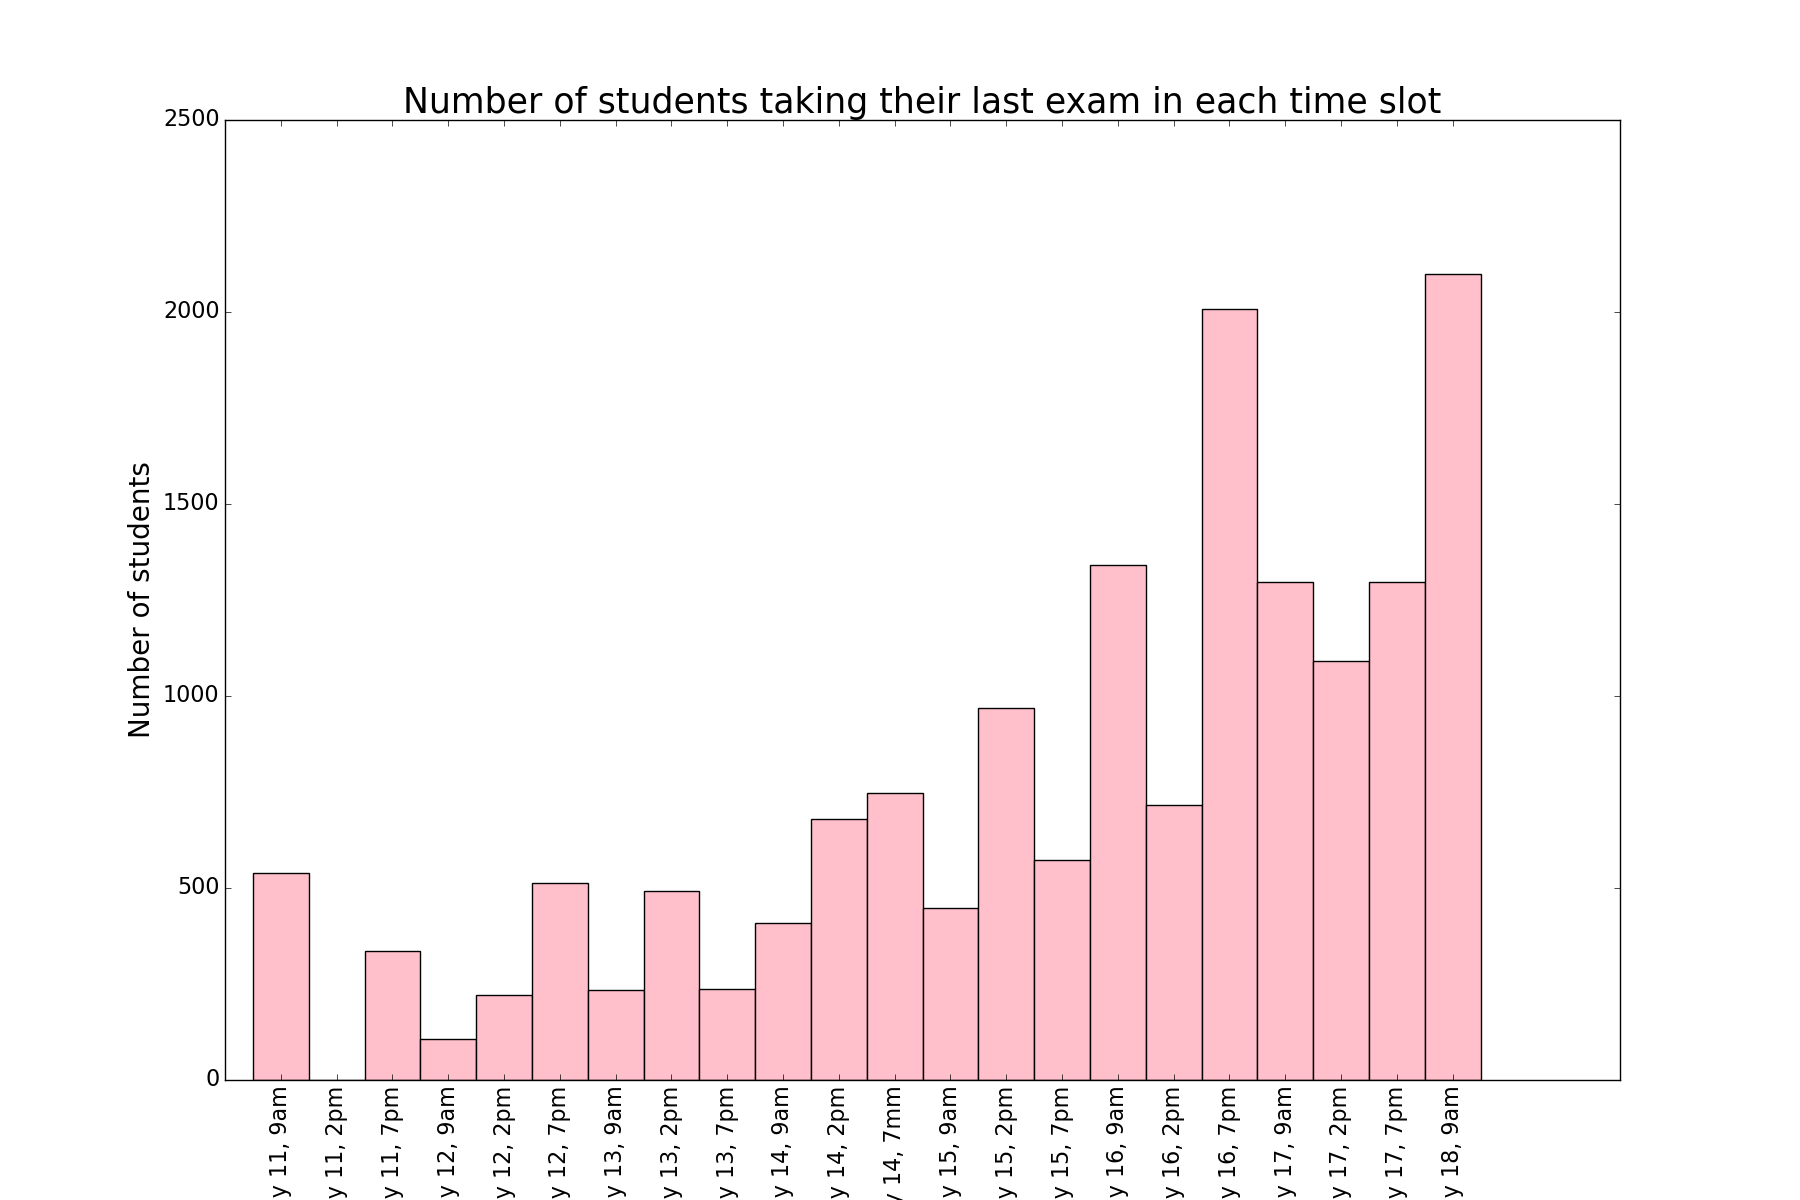 Number of students taking their last exam in each time slot
Number of students
2500
2000
1500
1000
500
0
y 11, 9am
y 11, 2pm
y 11, 7pm
y 12, 9am
y 12, 2pm
y 12, 7pm
y 13, 9am
y 13, 2pm
y 13, 7pm
y 14, 9am
y 14, 2pm
y 14, 7mm
y 15, 9am
y 15, 2pm
y 15, 7pm
y 16, 9am
y 16, 2pm
y 16, 7pm
y 17, 9am
y 17, 2pm
y 17, 7pm
y 18, 9am